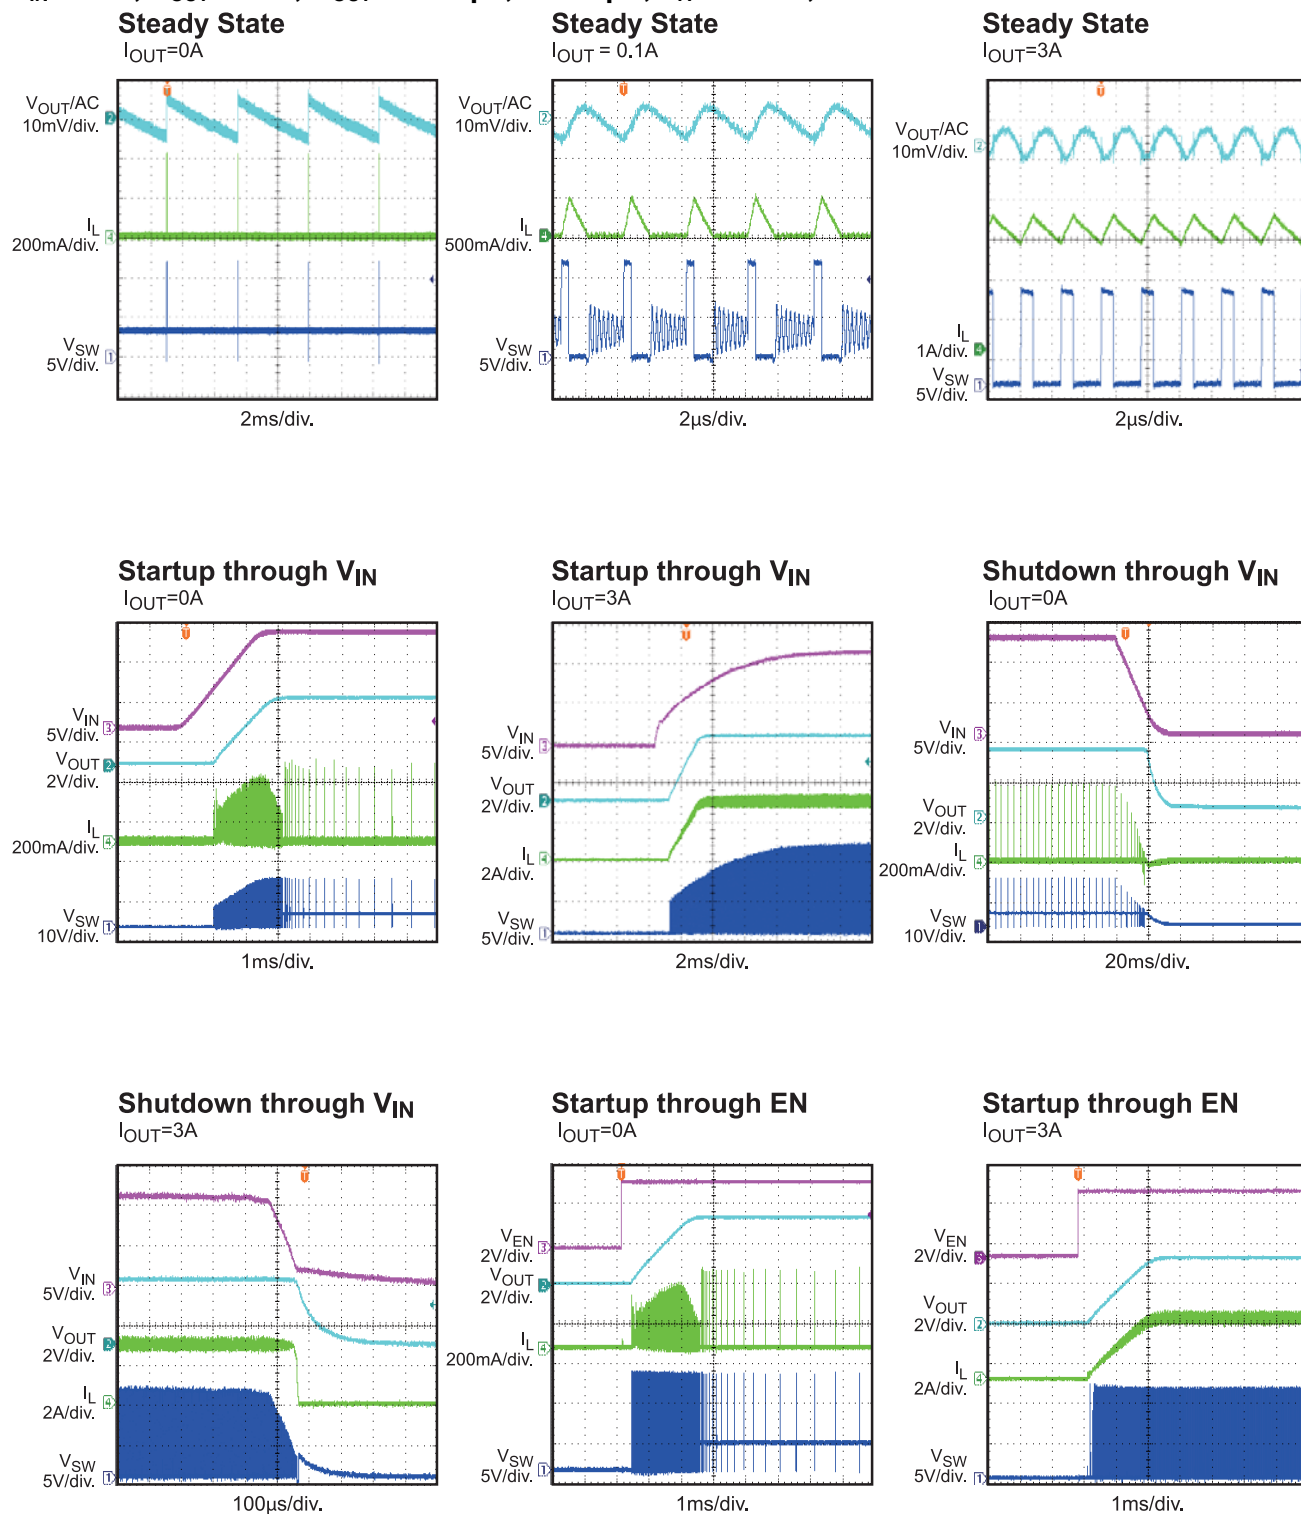 Steady State
IOUT=0A
VOUT/AC
10mV/div.
IL
200mA/div.
VSW
5V/div.
2ms/div.
Steady State
IOUT = 0.1A
VOUT/AC
10mV/div.
IL
500mA/div.
VSW
5V/div.
2µs/div.
Steady State
IOUT=3A
VOUT/AC
10mV/div.
IL
1A/div.
VSW
5V/div.
2µs/div.
Startup through VIN
IOUT=0A
VIN
5V/div.
VOUT
2V/div.
IL
200mA/div.
VSW
10V/div.
1ms/div.
Startup through VIN
IOUT=3A
VIN
5V/div.
VOUT
2V/div.
IL
2A/div.
VSW
5V/div.
2ms/div.
Shutdown through VIN
IOUT=0A
VIN
5V/div.
VOUT
2V/div.
IL
200mA/div.
VSW
10V/div.
20ms/div.
Shutdown through VIN
IOUT=3A
VIN
5V/div.
VOUT
2V/div.
IL
2A/div.
VSW
5V/div.
100µs/div.
Startup through EN
IOUT=0A
VEN
2V/div.
VOUT
2V/div.
IL
200mA/div.
VSW
5V/div.
1ms/div.
Startup through EN
IOUT=3A
VEN
2V/div.
VOUT
2V/div.
IL
2A/div.
VSW
5V/div.
1ms/div.